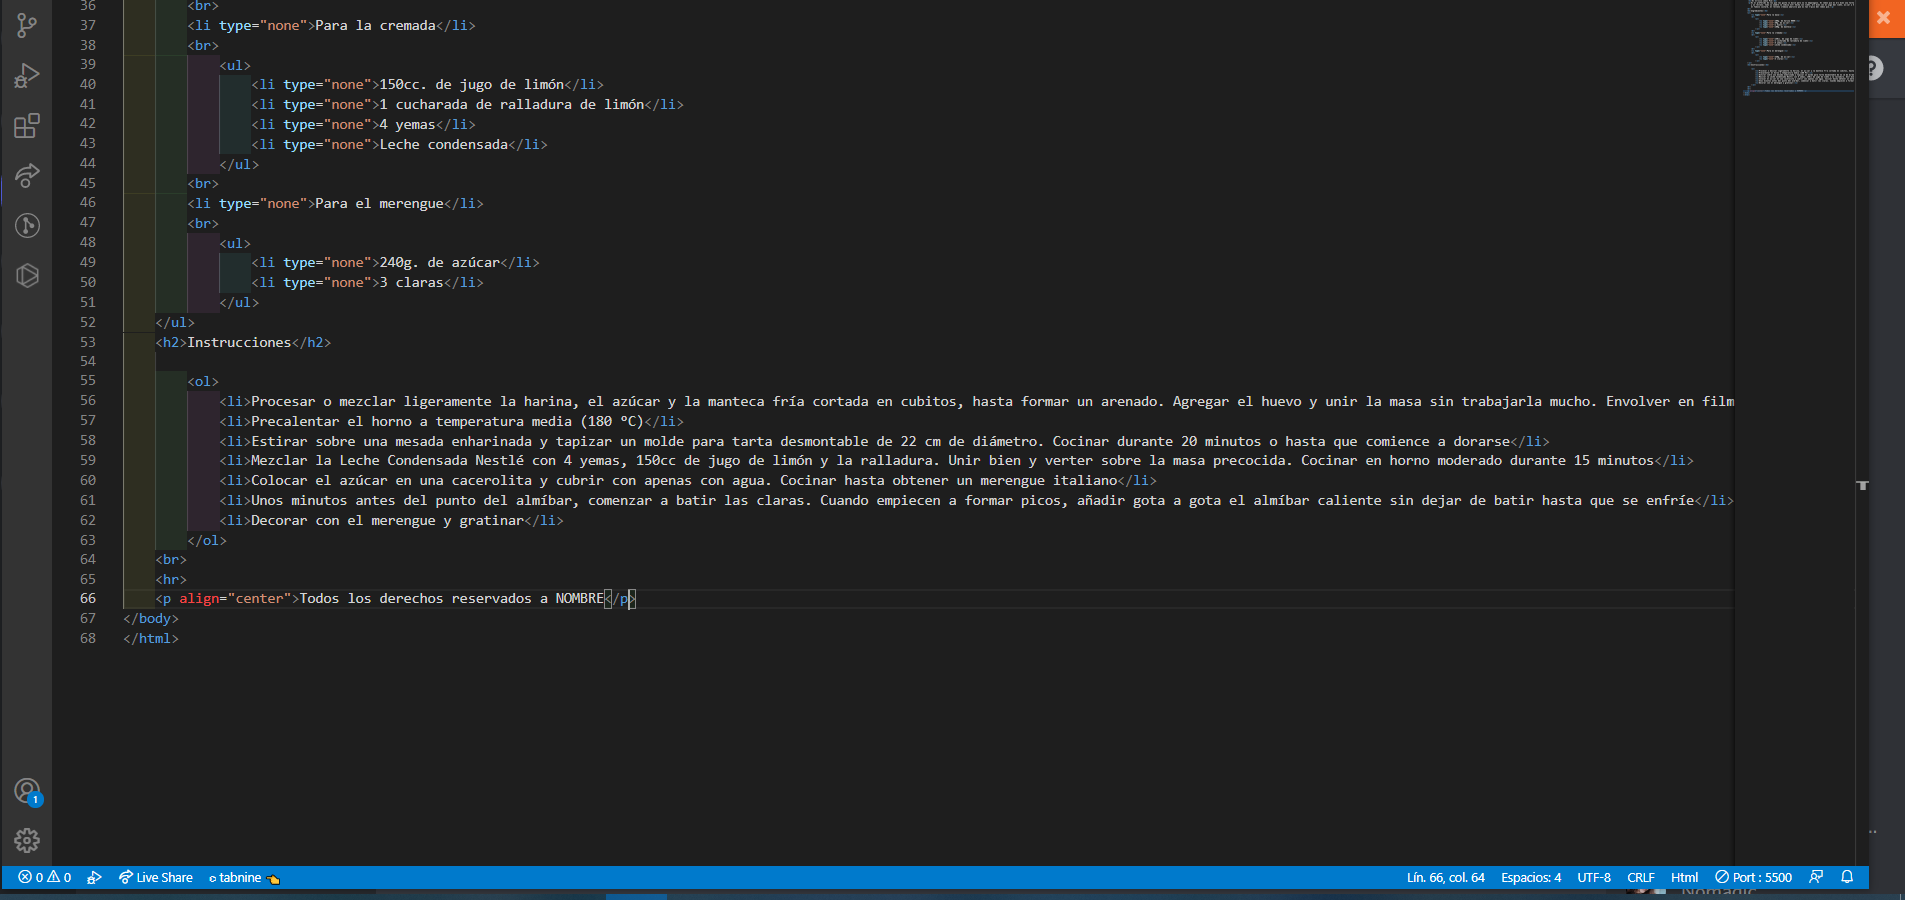 36 <br>
37 <li type="none">Para la cremada</li>
38 <br>
39 <ul>
40 <li type="none">150cc. de jugo de limón</li>
41 <li type="none">1 cucharada de ralladura de limón</li>
42 <li type="none">4 yemas</li>
43 <li type="none">Leche condensada</li>
44 </ul>
45 <br>
46 <li type="none">Para el merengue</li>
47 <br>
48 <ul>
49 <li type="none">240g. de azúcar</li>
50 <li type="none">3 claras</li>
51 </ul>
52 </ul>
53 <h2>Instrucciones</h2>
54
55 <ol>
56 <li>Procesar o mezclar ligeramente la harina, el azúcar y la manteca fría cortada en cubitos, hasta formar un arenado. Agregar el huevo y unir la masa sin trabajarla mucho. Envolver en film
57 <li>Precalentar el horno a temperatura media (180 ºC)</li>
58 <li>Estirar sobre una mesada enharinada y tapizar un molde para tarta desmontable de 22 cm de diámetro. Cocinar durante 20 minutos o hasta que comience a dorarse</li>
59 <li>Mezclar la Leche Condensada Nestlé con 4 yemas, 150cc de jugo de limón y la ralladura. Unir bien y verter sobre la masa precocida. Cocinar en horno moderado durante 15 minutos</li>
60 <li>Colocar el azúcar en una cacerolita y cubrir con apenas con agua. Cocinar hasta obtener un merengue italiano</li>
61 <li>Unos minutos antes del punto del almíbar, comenzar a batir las claras. Cuando empiecen a formar picos, añadir gota a gota el almíbar caliente sin dejar de batir hasta que se enfríe</li>
62 <li>Decorar con el merengue y gratinar</li>
63 </ol>
64 <br>
65 <hr>
66 <p align="center">Todos los derechos reservados a NOMBRE</p>
67 </body>
68 </html>
1
0 0 Live Share tabnine Lín. 66, col. 64 Espacios: 4 UTF-8 CRLF Html Port : 5500